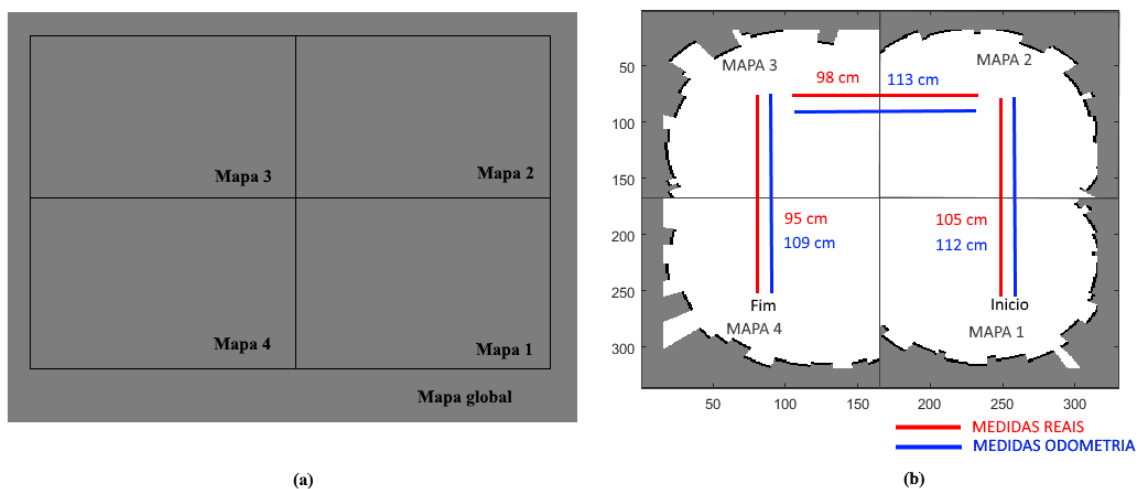 Mapa 3
Mapa 2
Mapa 4
Mapa 1
Mapa global
(a)
MAPA 3
MAPA 2
98 cm
113 cm
95 cm
109 cm
105 cm
112 cm
Fim
Inicio
MAPA 4
MAPA 1
50
100
150
200
250
300
50
100
150
200
250
300
MEDIDAS REAIS
MEDIDAS ODOMETRIA
(b)